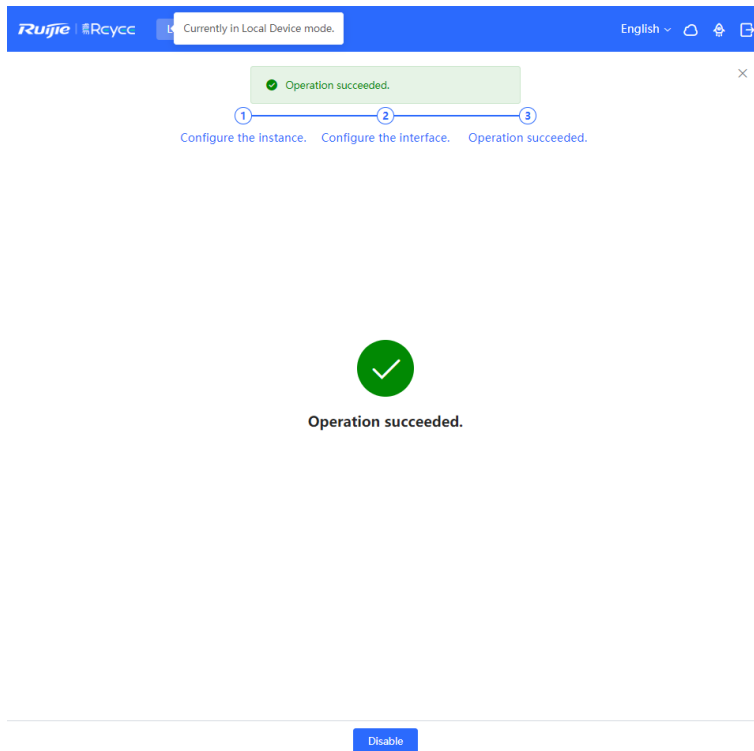 Ruijie Rcycc
Currently in Local Device mode.
English
Operation succeeded.
1 2 3
Configure the instance. Configure the interface. Operation succeeded.
Operation succeeded.
Disable